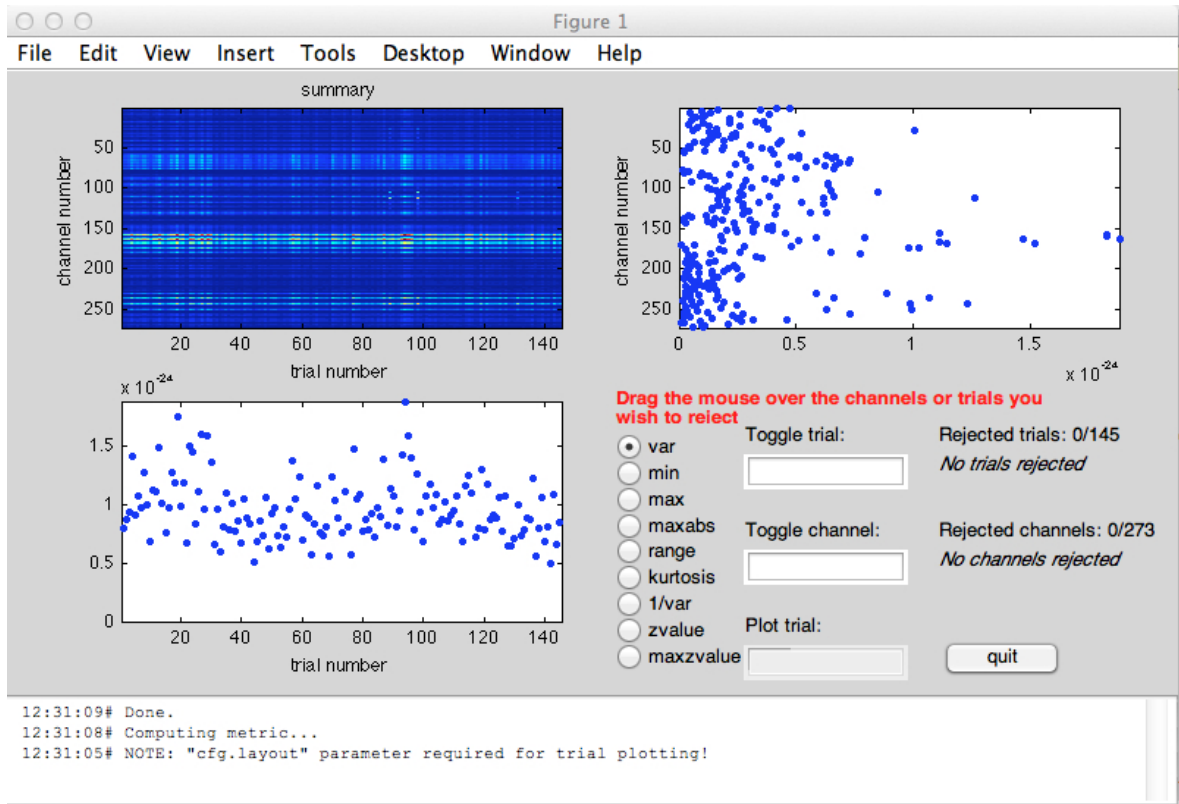 Figure 1
File Edit View Insert Tools Desktop Window Help
summary
channel number
50
100
150
200
250
20 40 60 80 100 120 140
trial number
channel number
50
100
150
200
250
0 0.5 1 1.5
x 10^-24
x 10^-24
1.5
1
0.5
0
20 40 60 80 100 120 140
trial number
Drag the mouse over the channels or trials you
wish to reject
var
min
max
maxabs
range
kurtosis
1/var
zvalue
maxzvalue
Toggle trial:
Rejected trials: 0/145
No trials rejected
Toggle channel:
Rejected channels: 0/273
No channels rejected
Plot trial:
quit
12:31:09# Done.
12:31:08# Computing metric...
12:31:05# NOTE: "cfg.layout" parameter required for trial plotting!